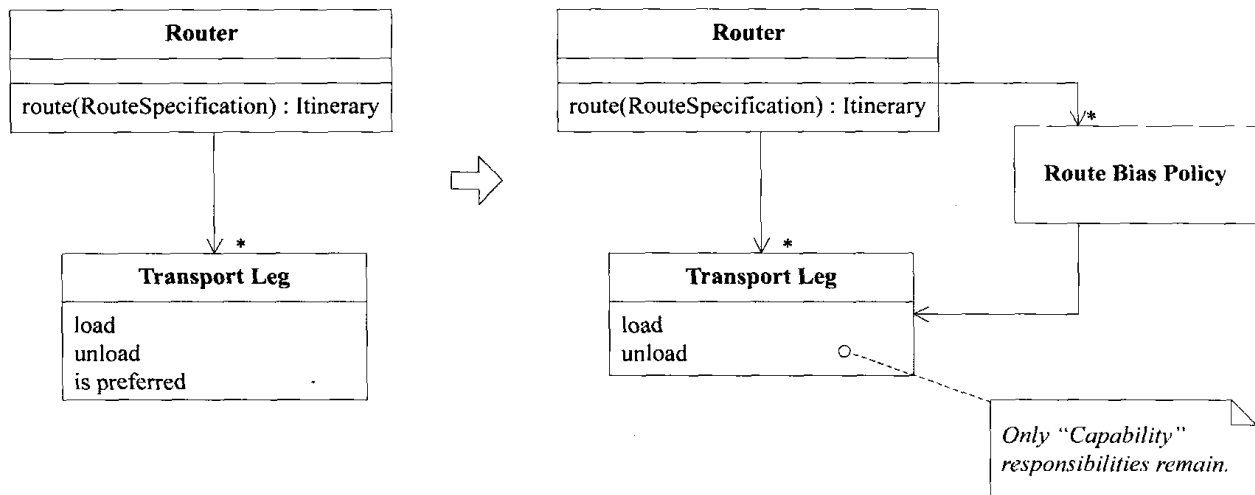 Router
route(RouteSpecification) : Itinerary
*
Transport Leg
load
unload
is preferred
Router
route(RouteSpecification) : Itinerary
*
Route Bias Policy
*
Transport Leg
load
unload
Only “Capability”
responsibilities remain.